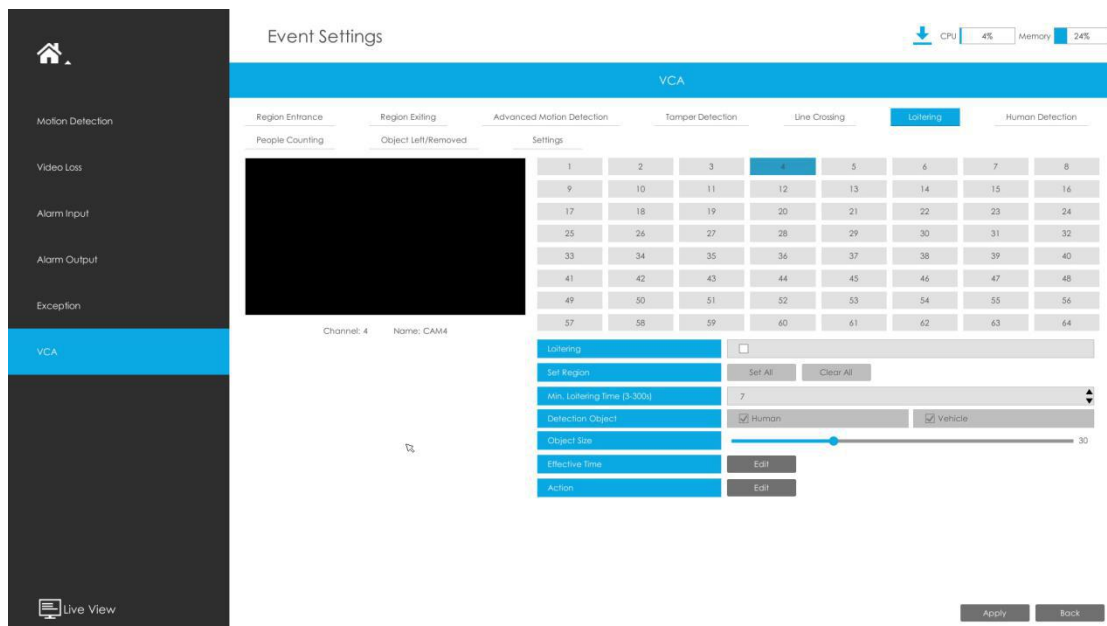 Event Settings
CPU 4% Memory 24%
VCA
Motion Detection
Video Loss
Alarm Input
Alarm Output
Exception
VCA
Live View
Region Entrance Region Exiting Advanced Motion Detection Tamper Detection Line Crossing Loitering Human Detection
People Counting Object Left/Removed Settings
1 2 3 4 5 6 7 8
9 10 11 12 13 14 15 16
17 18 19 20 21 22 23 24
25 26 27 28 29 30 31 32
33 34 35 36 37 38 39 40
41 42 43 44 45 46 47 48
49 50 51 52 53 54 55 56
57 58 59 60 61 62 63 64
Channel: 4 Name: CAM4
Loitering
Set Region Set All Clear All
Min. Loitering Time (3-300s) 7
Detection Object Human Vehicle
Object Size 30
Effective Time Edit
Action Edit
Apply Back